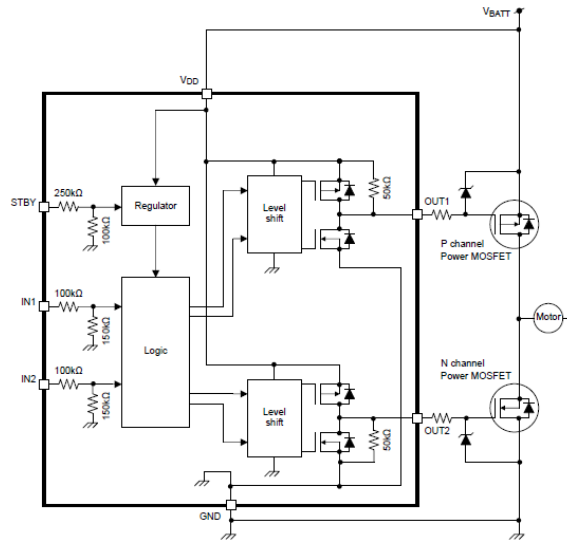 VBATT
VDD
STBY
250kΩ
100kΩ
Regulator
Level
shift
50kΩ
OUT1
P channel
Power MOSFET
IN1
100kΩ
150kΩ
Logic
Motor
IN2
100kΩ
150kΩ
Level
shift
50kΩ
OUT2
N channel
Power MOSFET
GND